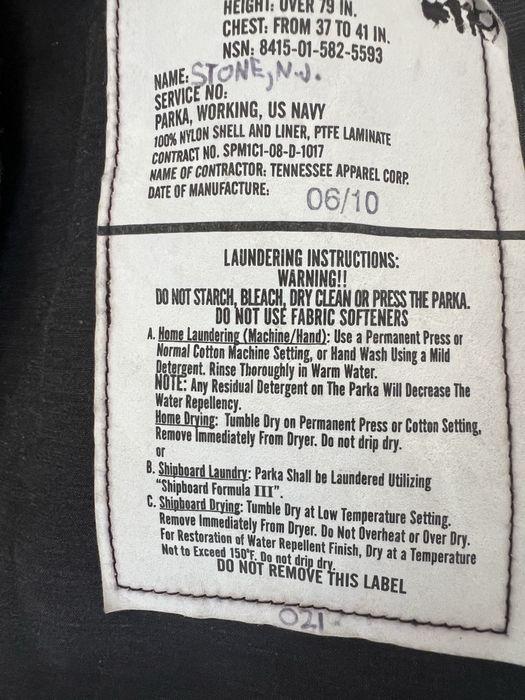 HEIGHT: OVER 79 IN.
CHEST: FROM 37 TO 41 IN.
NSN: 8415-01-582-5593
NAME: STONE, N.J.
SERVICE NO:
PARKA, WORKING, US NAVY
100% NYLON SHELL AND LINER, PTFE LAMINATE
CONTRACT NO. SPM1C1-08-D-1017
NAME OF CONTRACTOR: TENNESSEE APPAREL CORP.
DATE OF MANUFACTURE: 06/10
LAUNDERING INSTRUCTIONS:
WARNING!!
DO NOT STARCH, BLEACH, DRY CLEAN OR PRESS THE PARKA.
DO NOT USE FABRIC SOFTENERS
A. Home Laundering (Machine/Hand): Use a Permanent Press or
Normal Cotton Machine Setting, or Hand Wash Using a Mild
Detergent. Rinse Thoroughly in Warm Water.
NOTE: Any Residual Detergent on The Parka Will Decrease The
Water Repellency.
Home Drying: Tumble Dry on Permanent Press or Cotton Setting,
Remove Immediately From Dryer. Do not drip dry.
or
B. Shipboard Laundry: Parka Shall be Laundered Utilizing
"Shipboard Formula III".
C. Shipboard Drying: Tumble Dry at Low Temperature Setting.
Remove Immediately From Dryer. Do Not Overheat or Over Dry.
For Restoration of Water Repellent Finish, Dry at a Temperature
Not to Exceed 150°F. Do not drip dry.
DO NOT REMOVE THIS LABEL
021